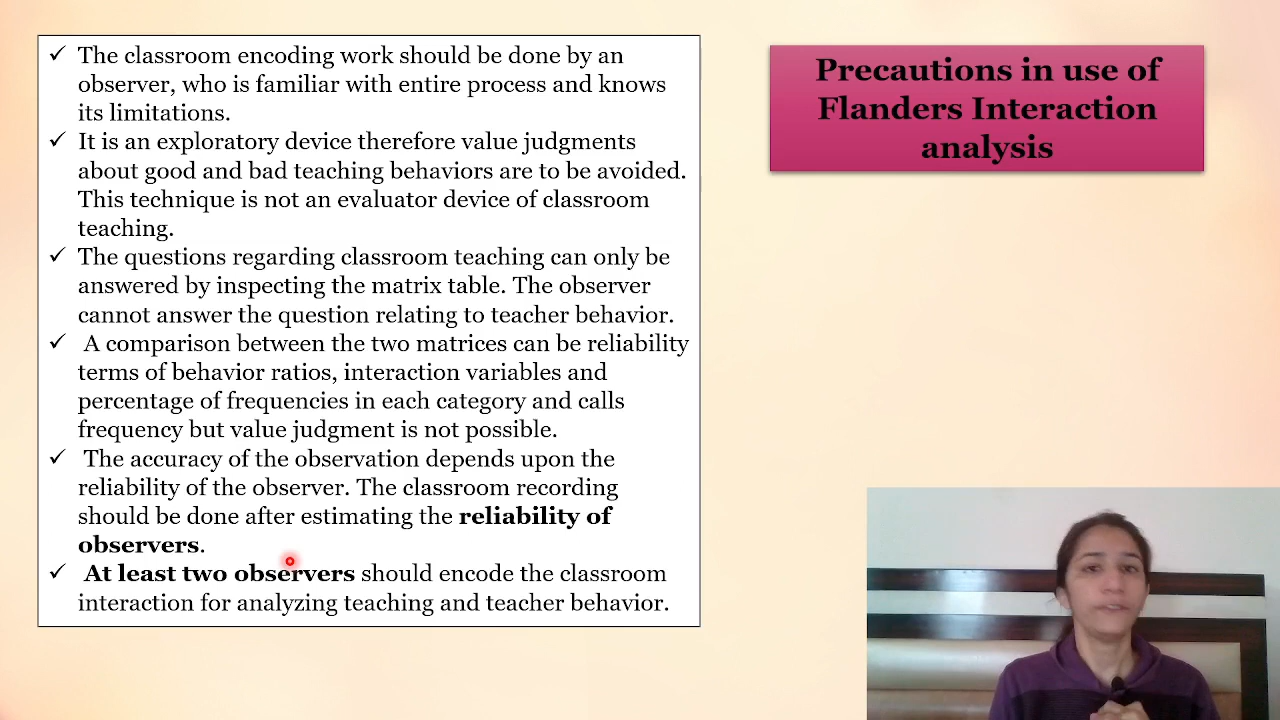 ✓ The classroom encoding work should be done by an
observer, who is familiar with entire process and knows
its limitations.
✓ It is an exploratory device therefore value judgments
about good and bad teaching behaviors are to be avoided.
This technique is not an evaluator device of classroom
teaching.
✓ The questions regarding classroom teaching can only be
answered by inspecting the matrix table. The observer
cannot answer the question relating to teacher behavior.
✓ A comparison between the two matrices can be reliability
terms of behavior ratios, interaction variables and
percentage of frequencies in each category and calls
frequency but value judgment is not possible.
✓ The accuracy of the observation depends upon the
reliability of the observer. The classroom recording
should be done after estimating the reliability of
observers.
✓ At least two observers should encode the classroom
interaction for analyzing teaching and teacher behavior.
Precautions in use of
Flanders Interaction
analysis